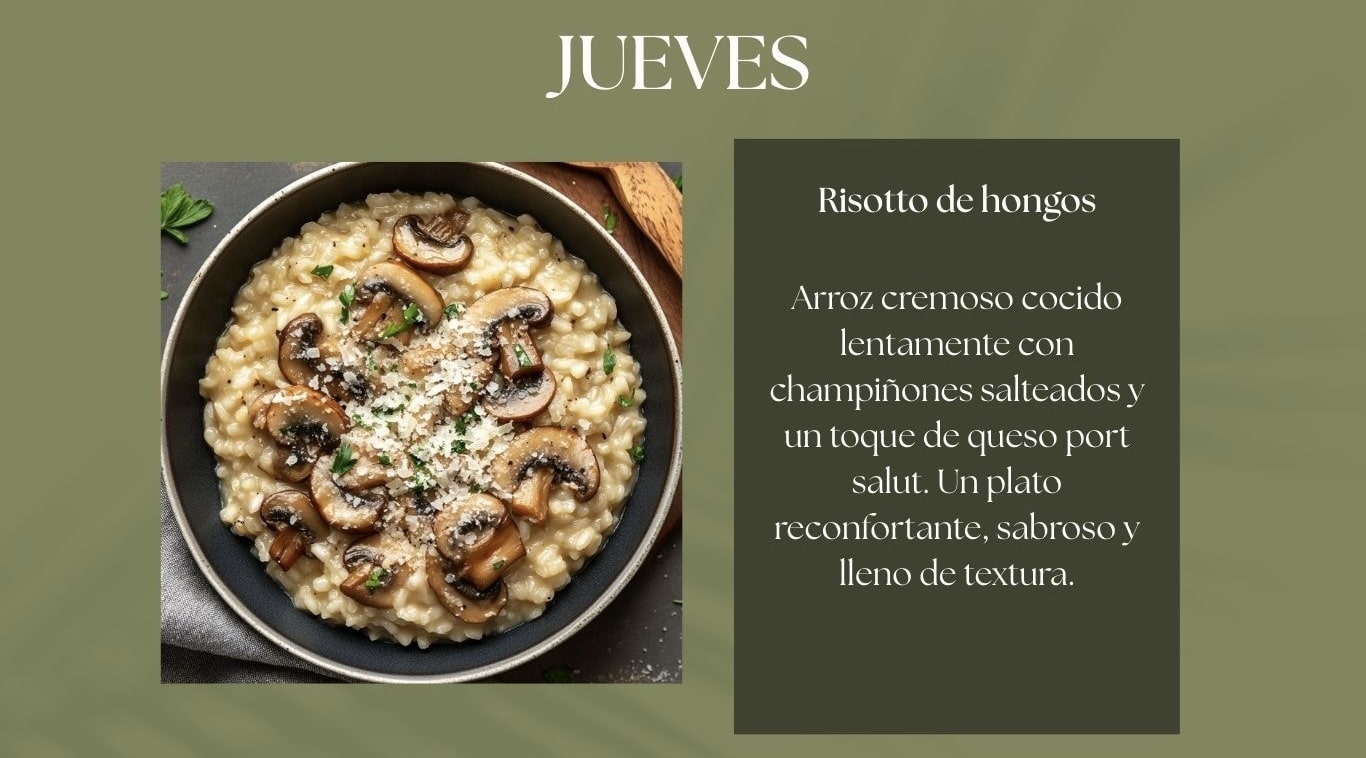 JUEVES
Risotto de hongos
Arroz cremoso cocido
lentamente con
champiñones salteados y
un toque de queso port
salut. Un plato
reconfortante, sabroso y
lleno de textura.